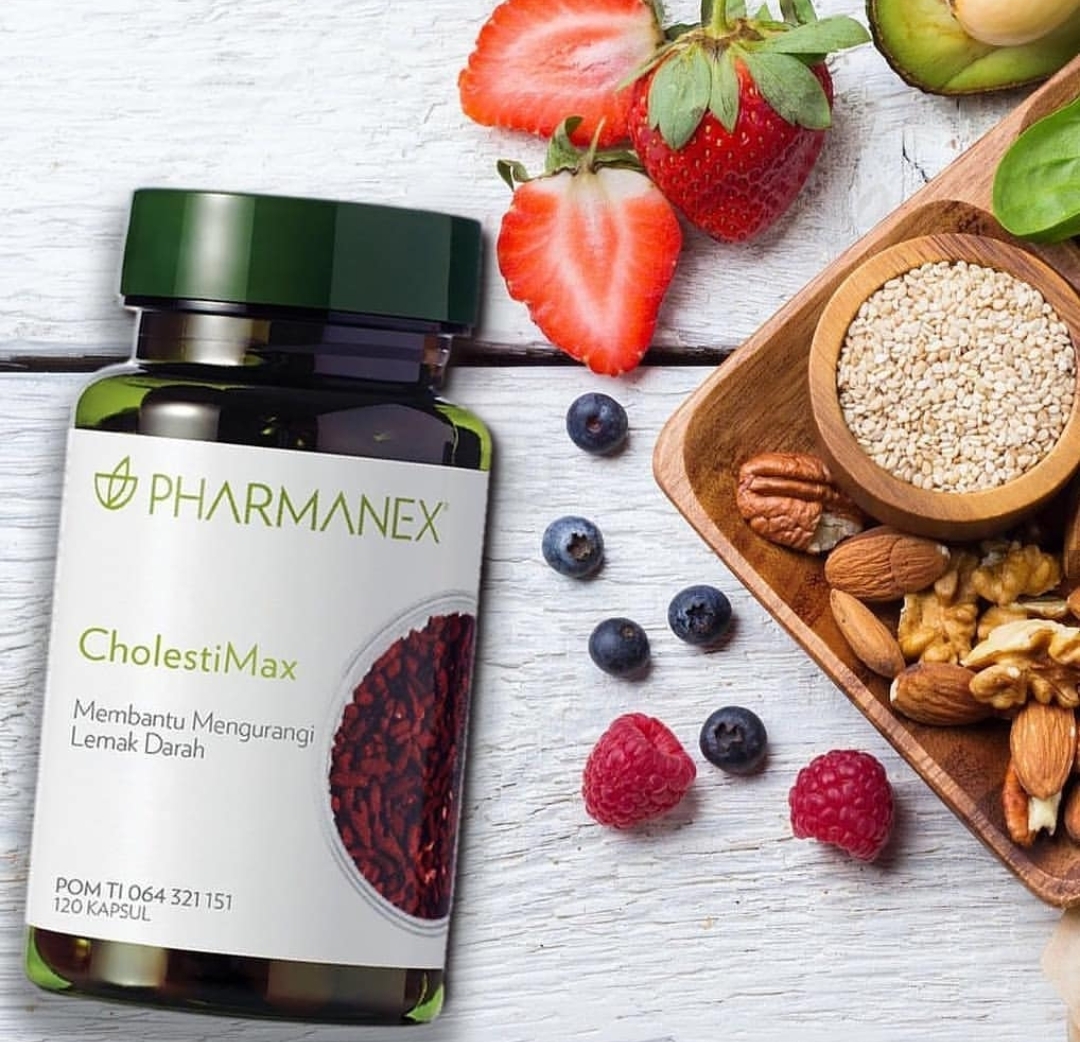 PHARMANEX®
CholestiMax
Membantu Mengurangi
Lemak Darah
POM TI 064 321 151
120 KAPSUL